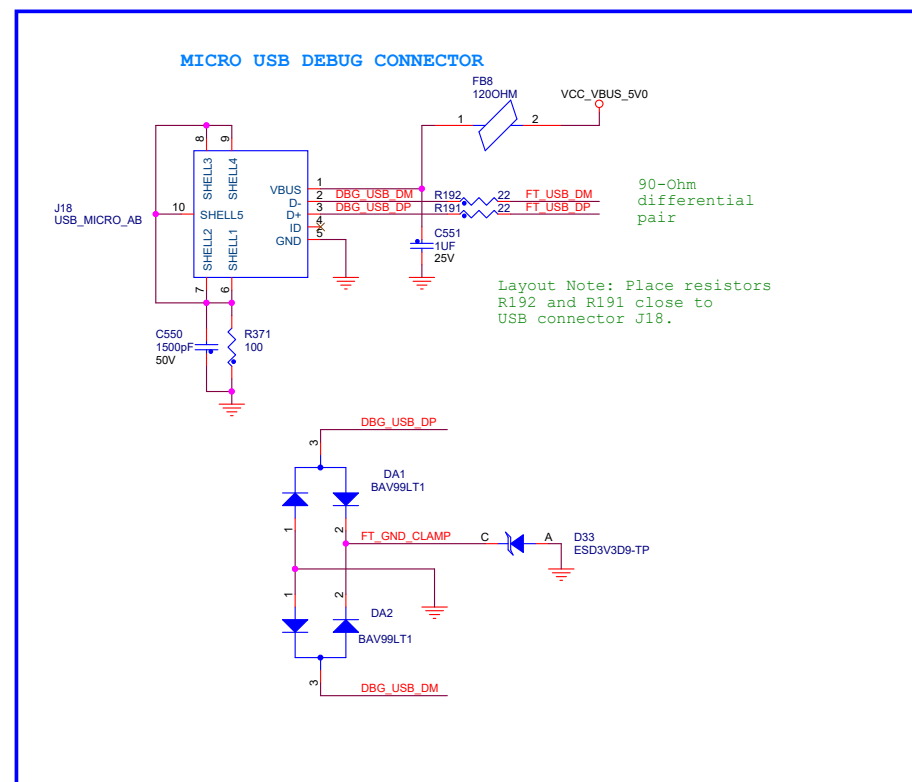 MICRO USB DEBUG CONNECTOR
FB8
120OHM
VCC_VBUS_5V0
1
2
8
9
SHELL3
SHELL4
J18
USB_MICRO_AB
10
SHELL5
SHELL2
SHELL1
7
6
VBUS
D-
D+
ID
GND
1
2
3
4
5
DBG_USB_DM
DBG_USB_DP
R192
22
FT_USB_DM
R191
22
FT_USB_DP
90-Ohm
differential
pair
C551
1UF
25V
Layout Note: Place resistors
R192 and R191 close to
USB connector J18.
C550
1500pF
50V
R371
100
DBG_USB_DP
3
DA1
BAV99LT1
1
2
FT_GND_CLAMP
C
A
D33
ESD3V3D9-TP
1
2
DA2
BAV99LT1
3
DBG_USB_DM